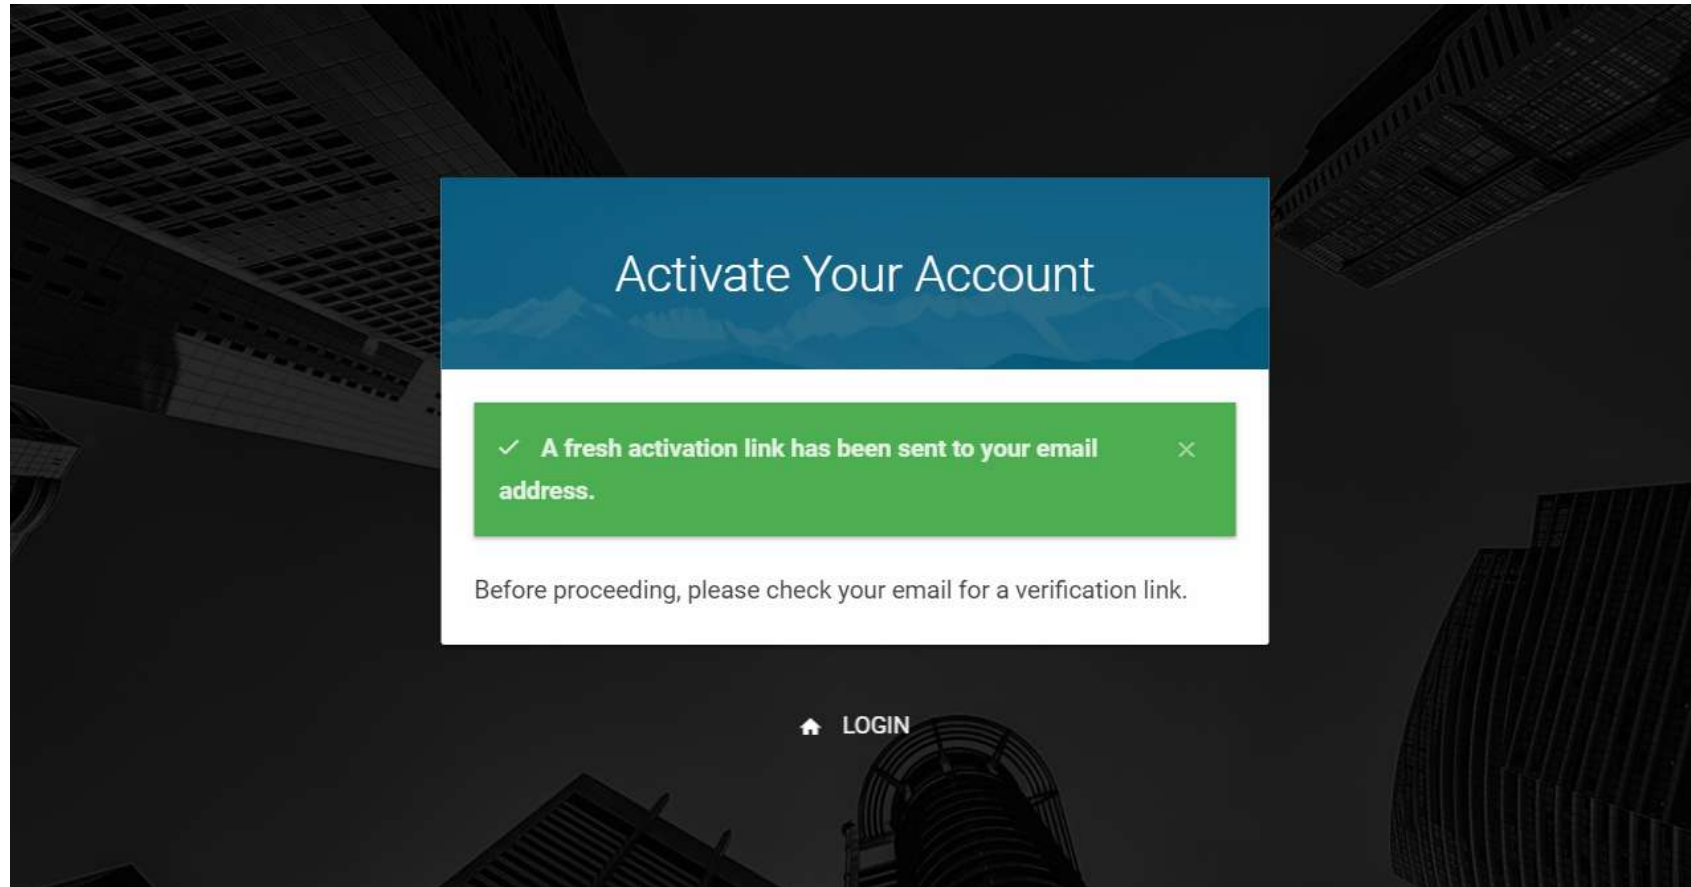 Activate Your Account
A fresh activation link has been sent to your email
address.
Before proceeding, please check your email for a verification link.
LOGIN